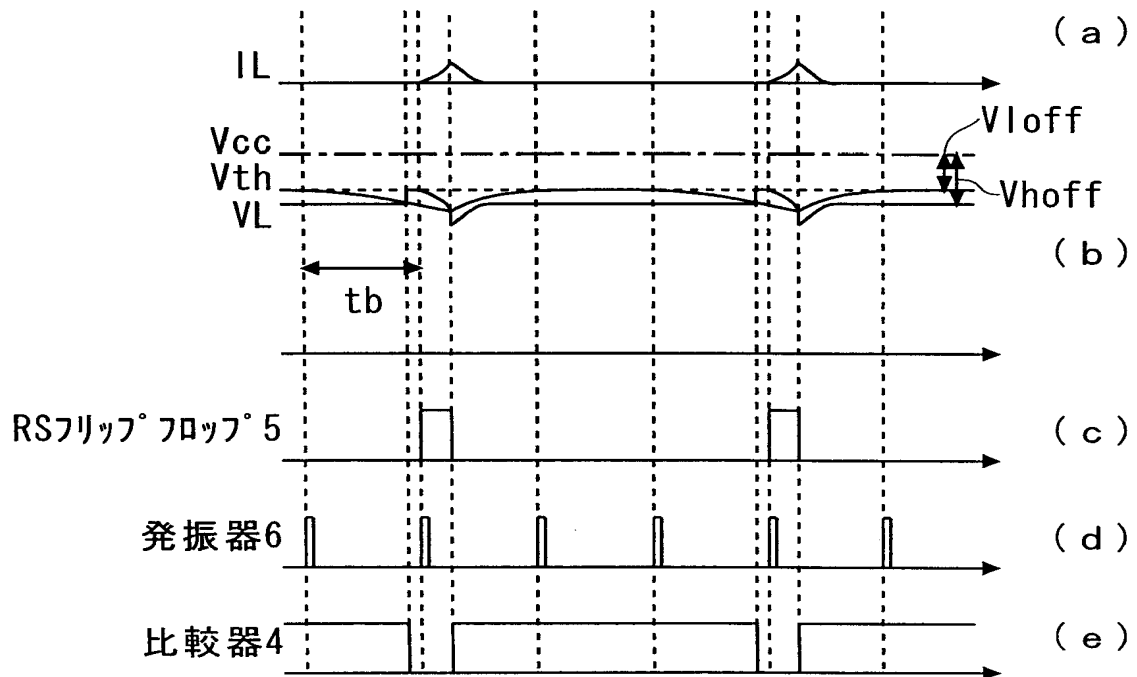 (a)
IL
Vcc
Vloff
Vth
Vhoff
VL
(b)
tb
RSフリップフロップ5
(c)
発振器6
(d)
比較器4
(e)